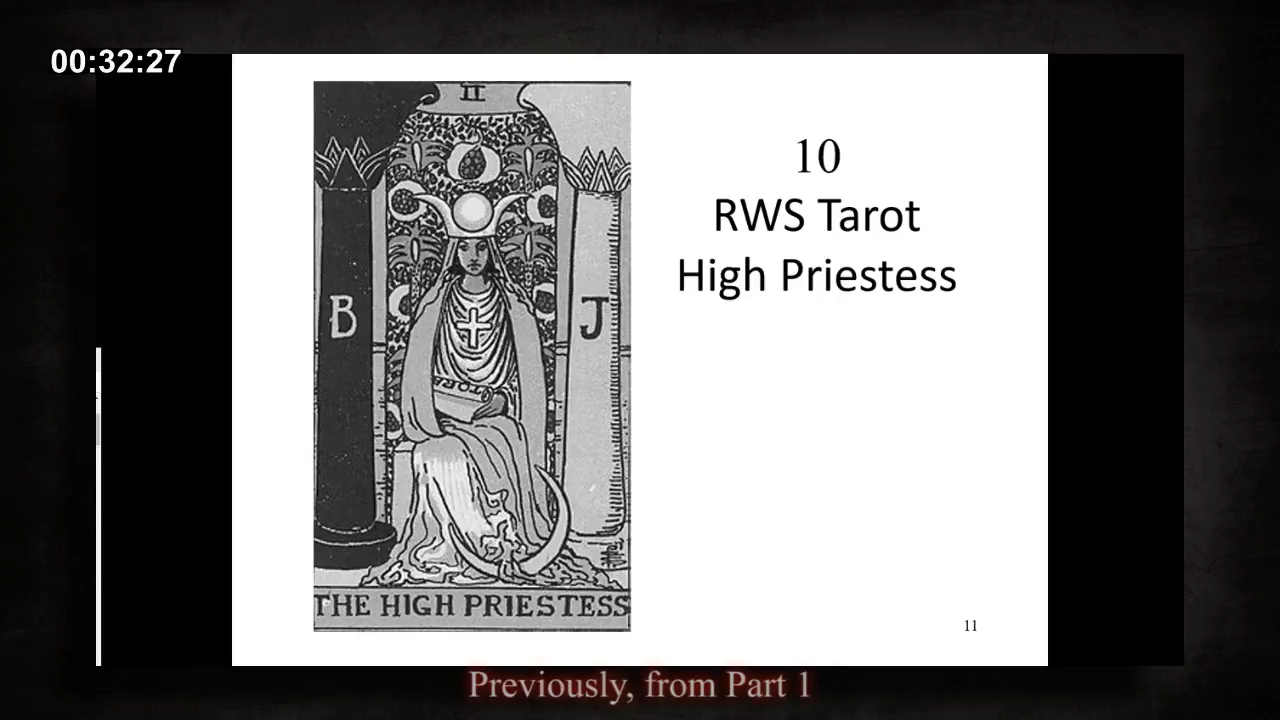 00:32:27
II
10
RWS Tarot
High Priestess
B
J
TORA
THE HIGH PRIESTESS
11
Previously, from Part 1